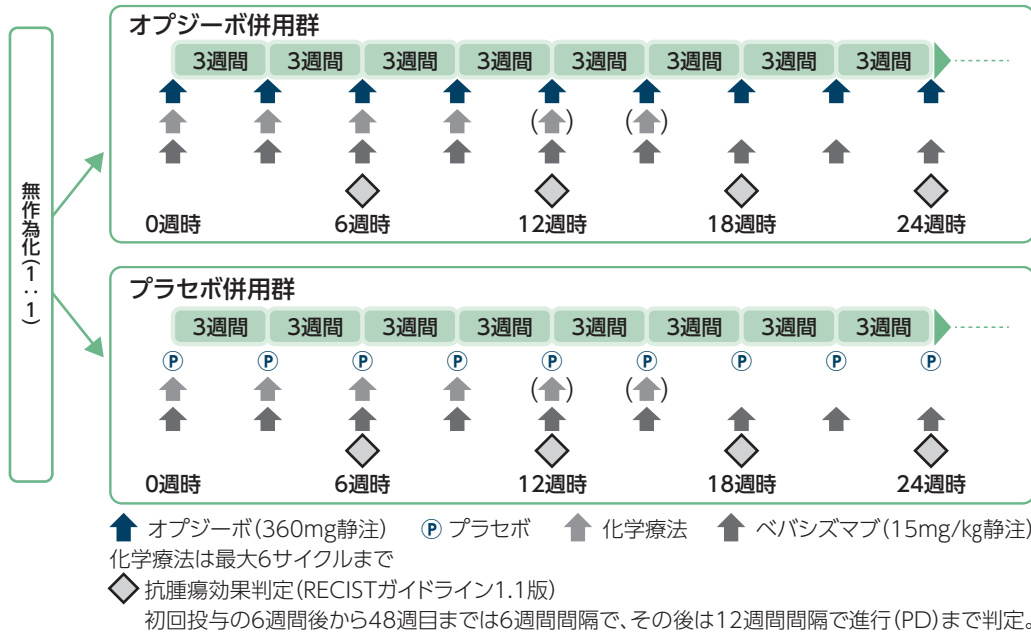 無作為化(1:1)
オプジーボ併用群
3週間 3週間 3週間 3週間 3週間 3週間 3週間 3週間
( ) ( )
0週時 6週時 12週時 18週時 24週時
プラセボ併用群
3週間 3週間 3週間 3週間 3週間 3週間 3週間 3週間
P P P P P P P P P
( ) ( )
0週時 6週時 12週時 18週時 24週時
オプジーボ(360mg静注) P プラセボ 化学療法 ベバシズマブ(15mg/kg静注)
化学療法は最大6サイクルまで
抗腫瘍効果判定(RECISTガイドライン1.1版)
初回投与の6週間後から48週目までは6週間間隔で、その後は12週間間隔で進行(PD)まで判定。